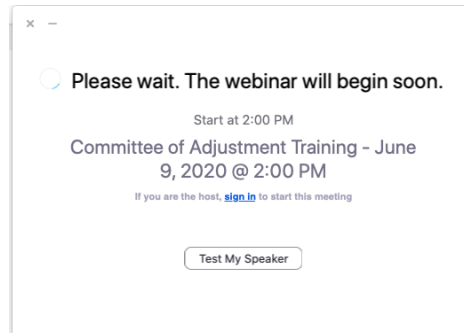 Please wait. The webinar will begin soon.
Start at 2:00 PM
Committee of Adjustment Training - June
9, 2020 @ 2:00 PM
If you are the host, sign in to start this meeting
Test My Speaker